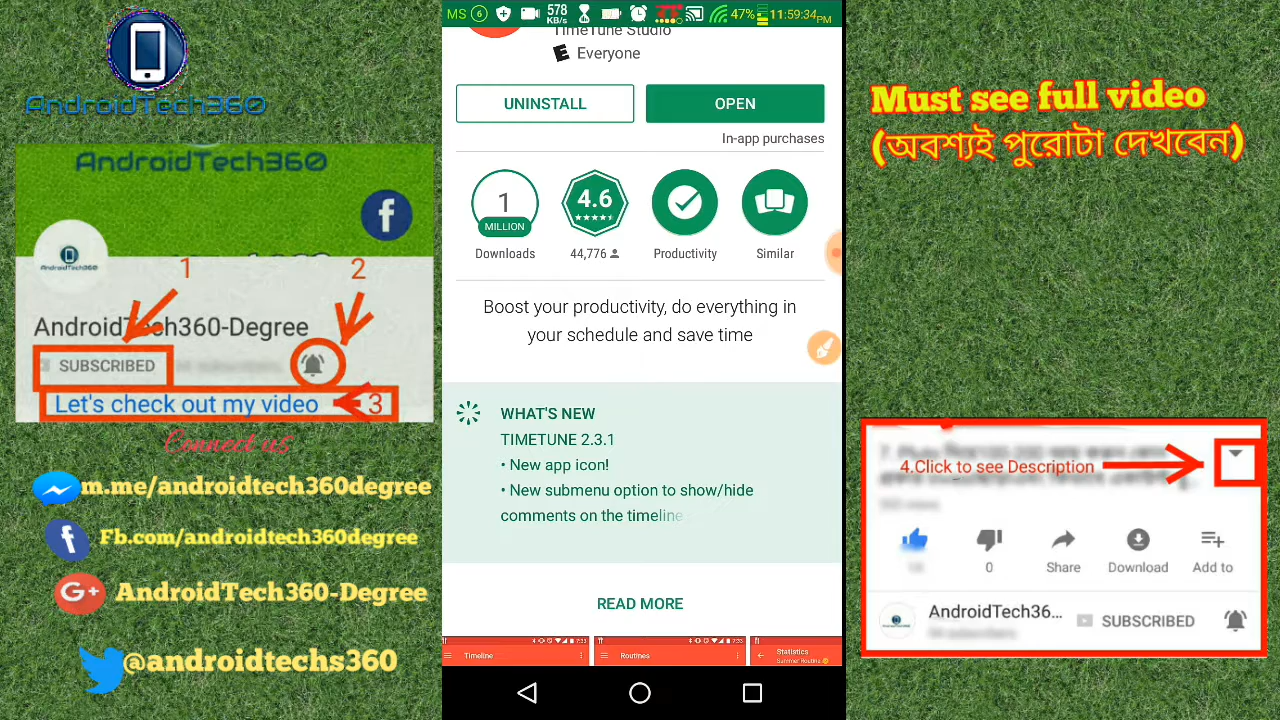 AndroidTech360
AndroidTech360
1
2
AndroidTech360-Degree
SUBSCRIBED
Let's check out my video
3
Connect us
m.me/androidtech360degree
Fb.com/androidtech360degree
AndroidTech360-Degree
@androidtechs360
MS 6 578 KB/s 47% 11:59:34PM
TimeTune Studio
Everyone
UNINSTALL
OPEN
In-app purchases
1 MILLION
4.6
Downloads
44,776
Productivity
Similar
Boost your productivity, do everything in
your schedule and save time
WHAT'S NEW
TIMETUNE 2.3.1
• New app icon!
• New submenu option to show/hide
comments on the timeline
READ MORE
Timeline
Routines
Statistics
Summer Routine
Must see full video
(অবশ্যই পুরোটা দেখবেন)
4.Click to see Description
0
Share
Download
Add to
AndroidTech36...
SUBSCRIBED